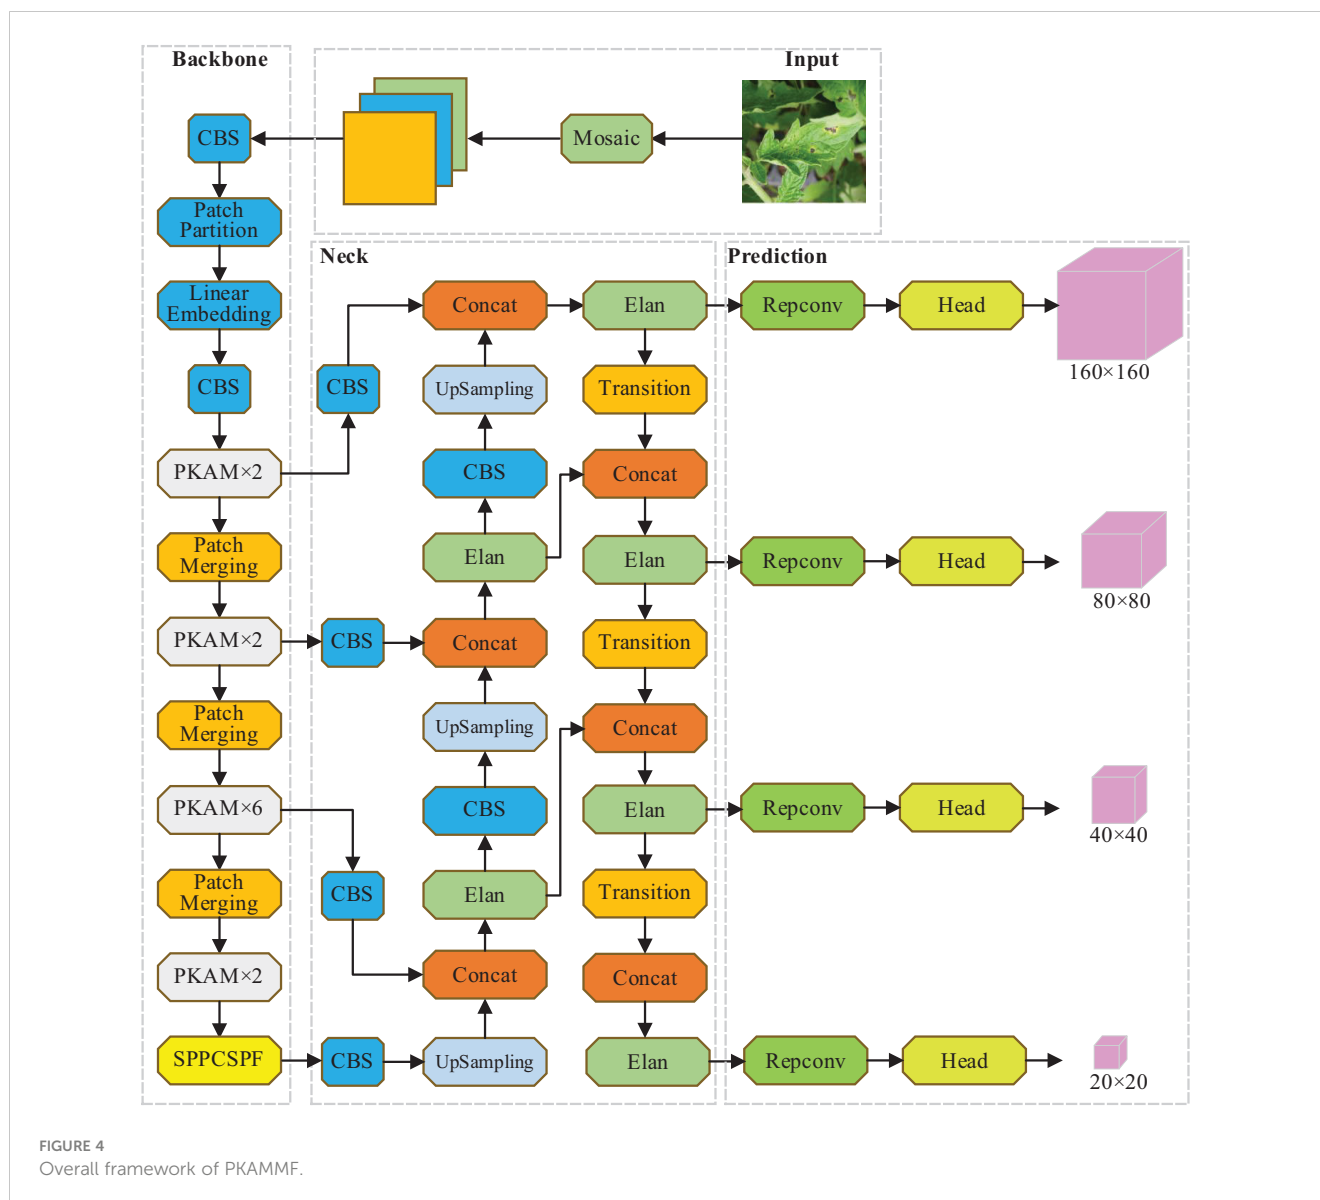 Backbone
Input
CBS
Mosaic
Patch
Partition
Linear
Embedding
CBS
PKAM×2
Patch
Merging
PKAM×2
Patch
Merging
PKAM×6
Patch
Merging
PKAM×2
SPPCSPF
Neck
CBS
CBS
CBS
CBS
Concat
UpSampling
CBS
Elan
Concat
UpSampling
CBS
Elan
Concat
UpSampling
Elan
Transition
Concat
Elan
Transition
Concat
Elan
Transition
Concat
Elan
Prediction
Repconv
Head
160×160
Repconv
Head
80×80
Repconv
Head
40×40
Repconv
Head
20×20
FIGURE 4
Overall framework of PKAMMF.